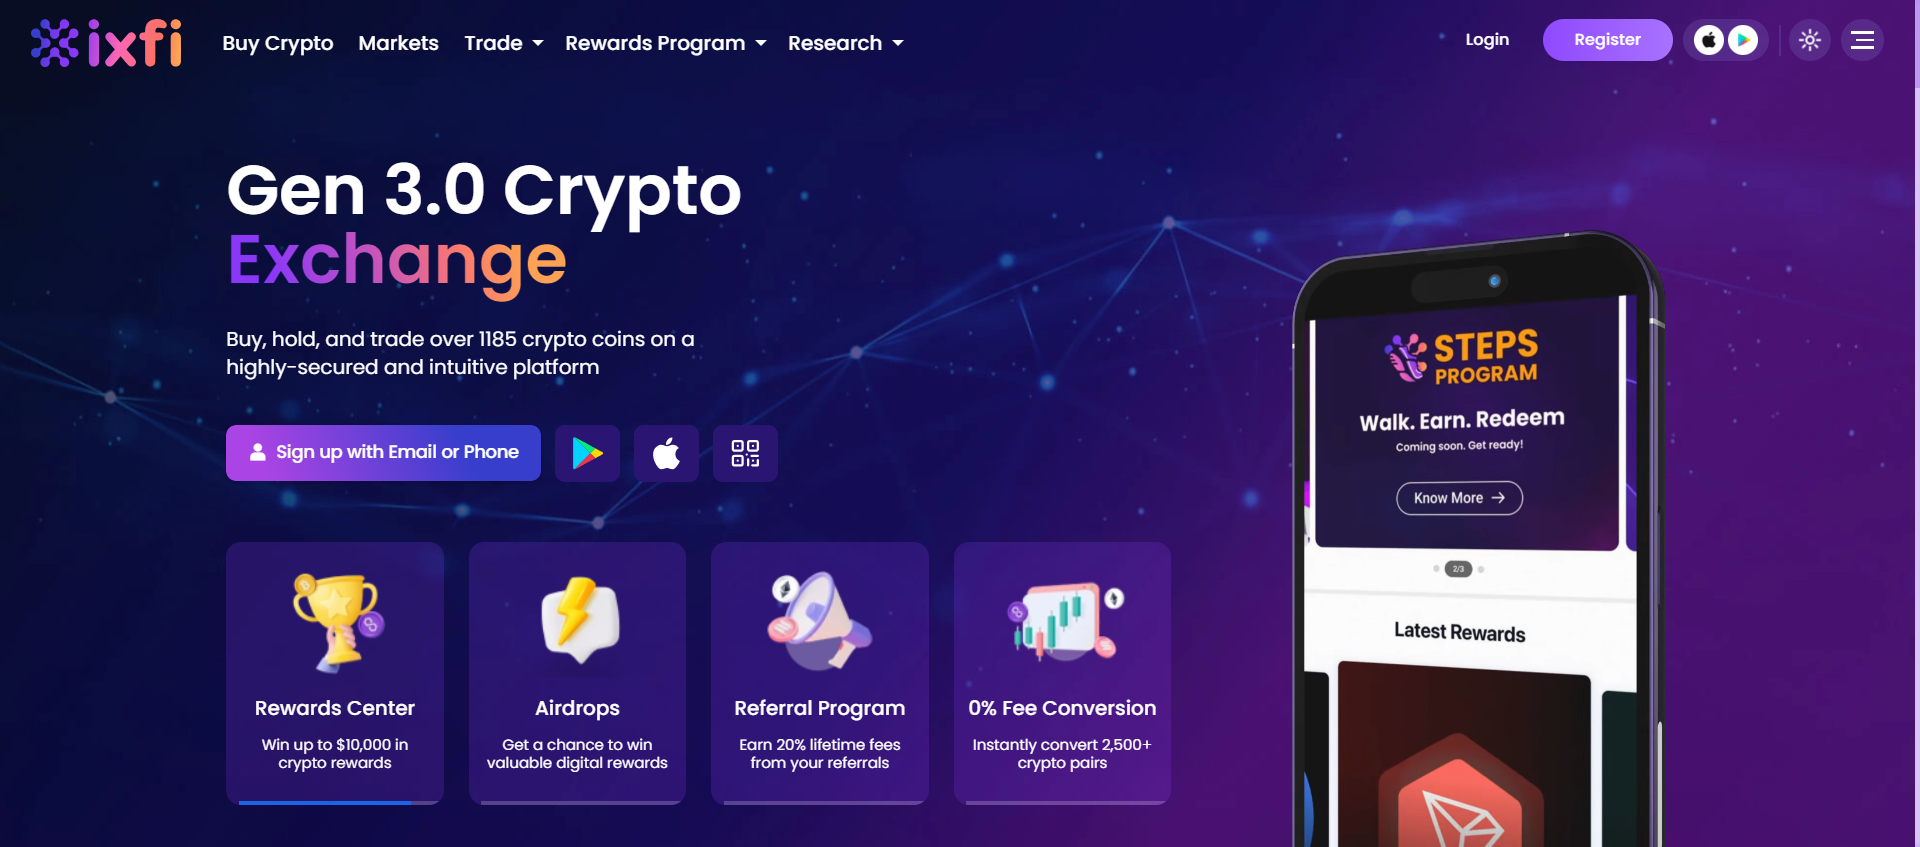 ixfi
Buy Crypto
Markets
Trade
Rewards Program
Research
Login
Register
Gen 3.0 Crypto
Exchange
Buy, hold, and trade over 1185 crypto coins on a
highly-secured and intuitive platform
Sign up with Email or Phone
Rewards Center
Win up to $10,000 in
crypto rewards
Airdrops
Get a chance to win
valuable digital rewards
Referral Program
Earn 20% lifetime fees
from your referrals
0% Fee Conversion
Instantly convert 2,500+
crypto pairs
STEPS
PROGRAM
Walk. Earn. Redeem
Coming soon. Get ready!
Know More
2/3
Latest Rewards